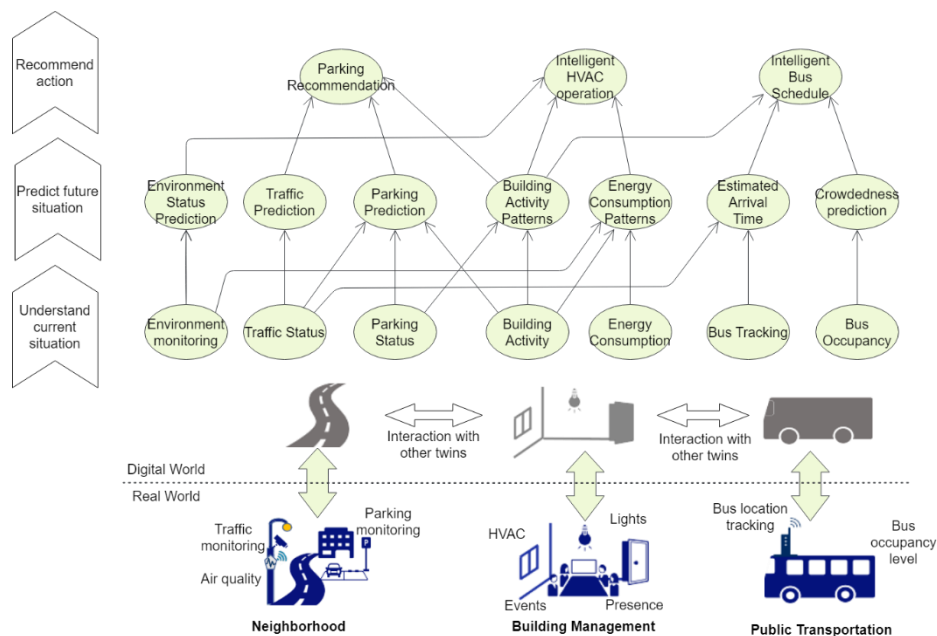 Recommend
action
Parking
Recommendation
Intelligent
HVAC
operation
Intelligent
Bus
Schedule
Predict future
situation
Environment
Status
Prediction
Traffic
Prediction
Parking
Prediction
Building
Activity
Patterns
Energy
Consumption
Patterns
Estimated
Arrival
Time
Crowdedness
prediction
Understand
current
situation
Environment
monitoring
Traffic Status
Parking
Status
Building
Activity
Energy
Consumption
Bus Tracking
Bus
Occupancy
Interaction with
other twins
Interaction with
other twins
Digital World
Real World
Traffic
monitoring
Air quality
Parking
monitoring
P
HVAC
Lights
Events
Presence
Bus location
tracking
Bus
occupancy
level
Neighborhood
Building Management
Public Transportation